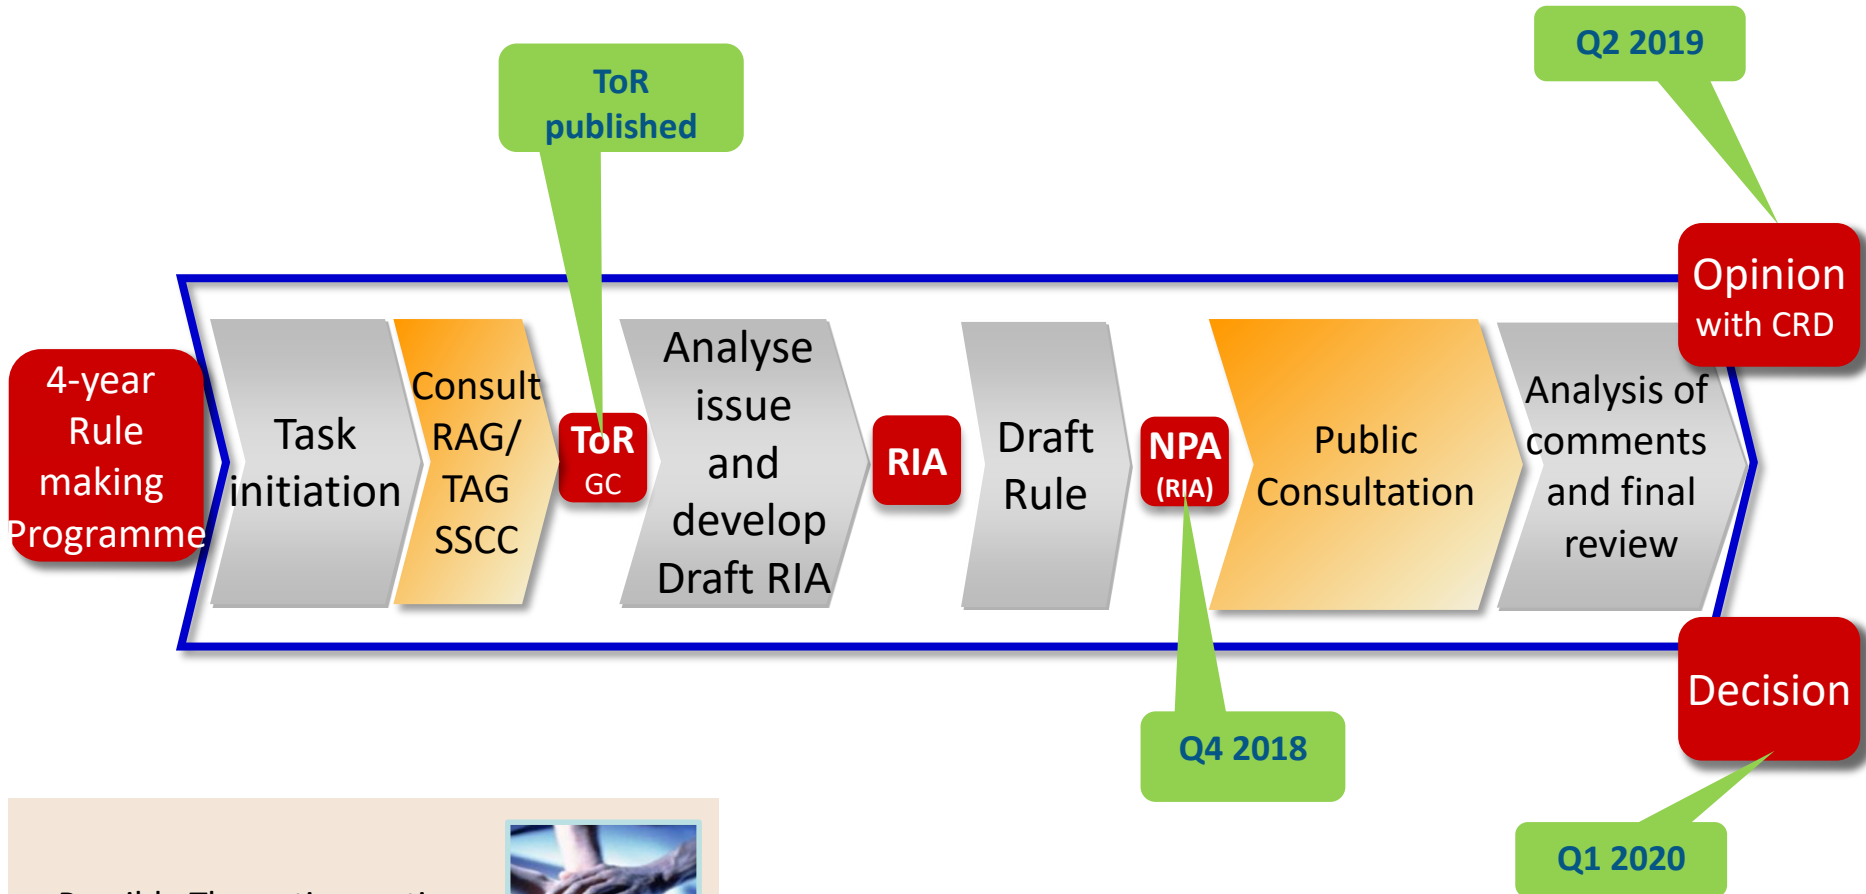 ToR
published
Q2 2019
4-year
Rule
making
Programme
Task
initiation
Consult
RAG/
TAG
SSCC
ToR
GC
Analyse
issue
and
develop
Draft RIA
RIA
Draft
Rule
NPA
(RIA)
Public
Consultation
Analysis of
comments
and final
review
Opinion
with CRD
Decision
Q4 2018
Q1 2020